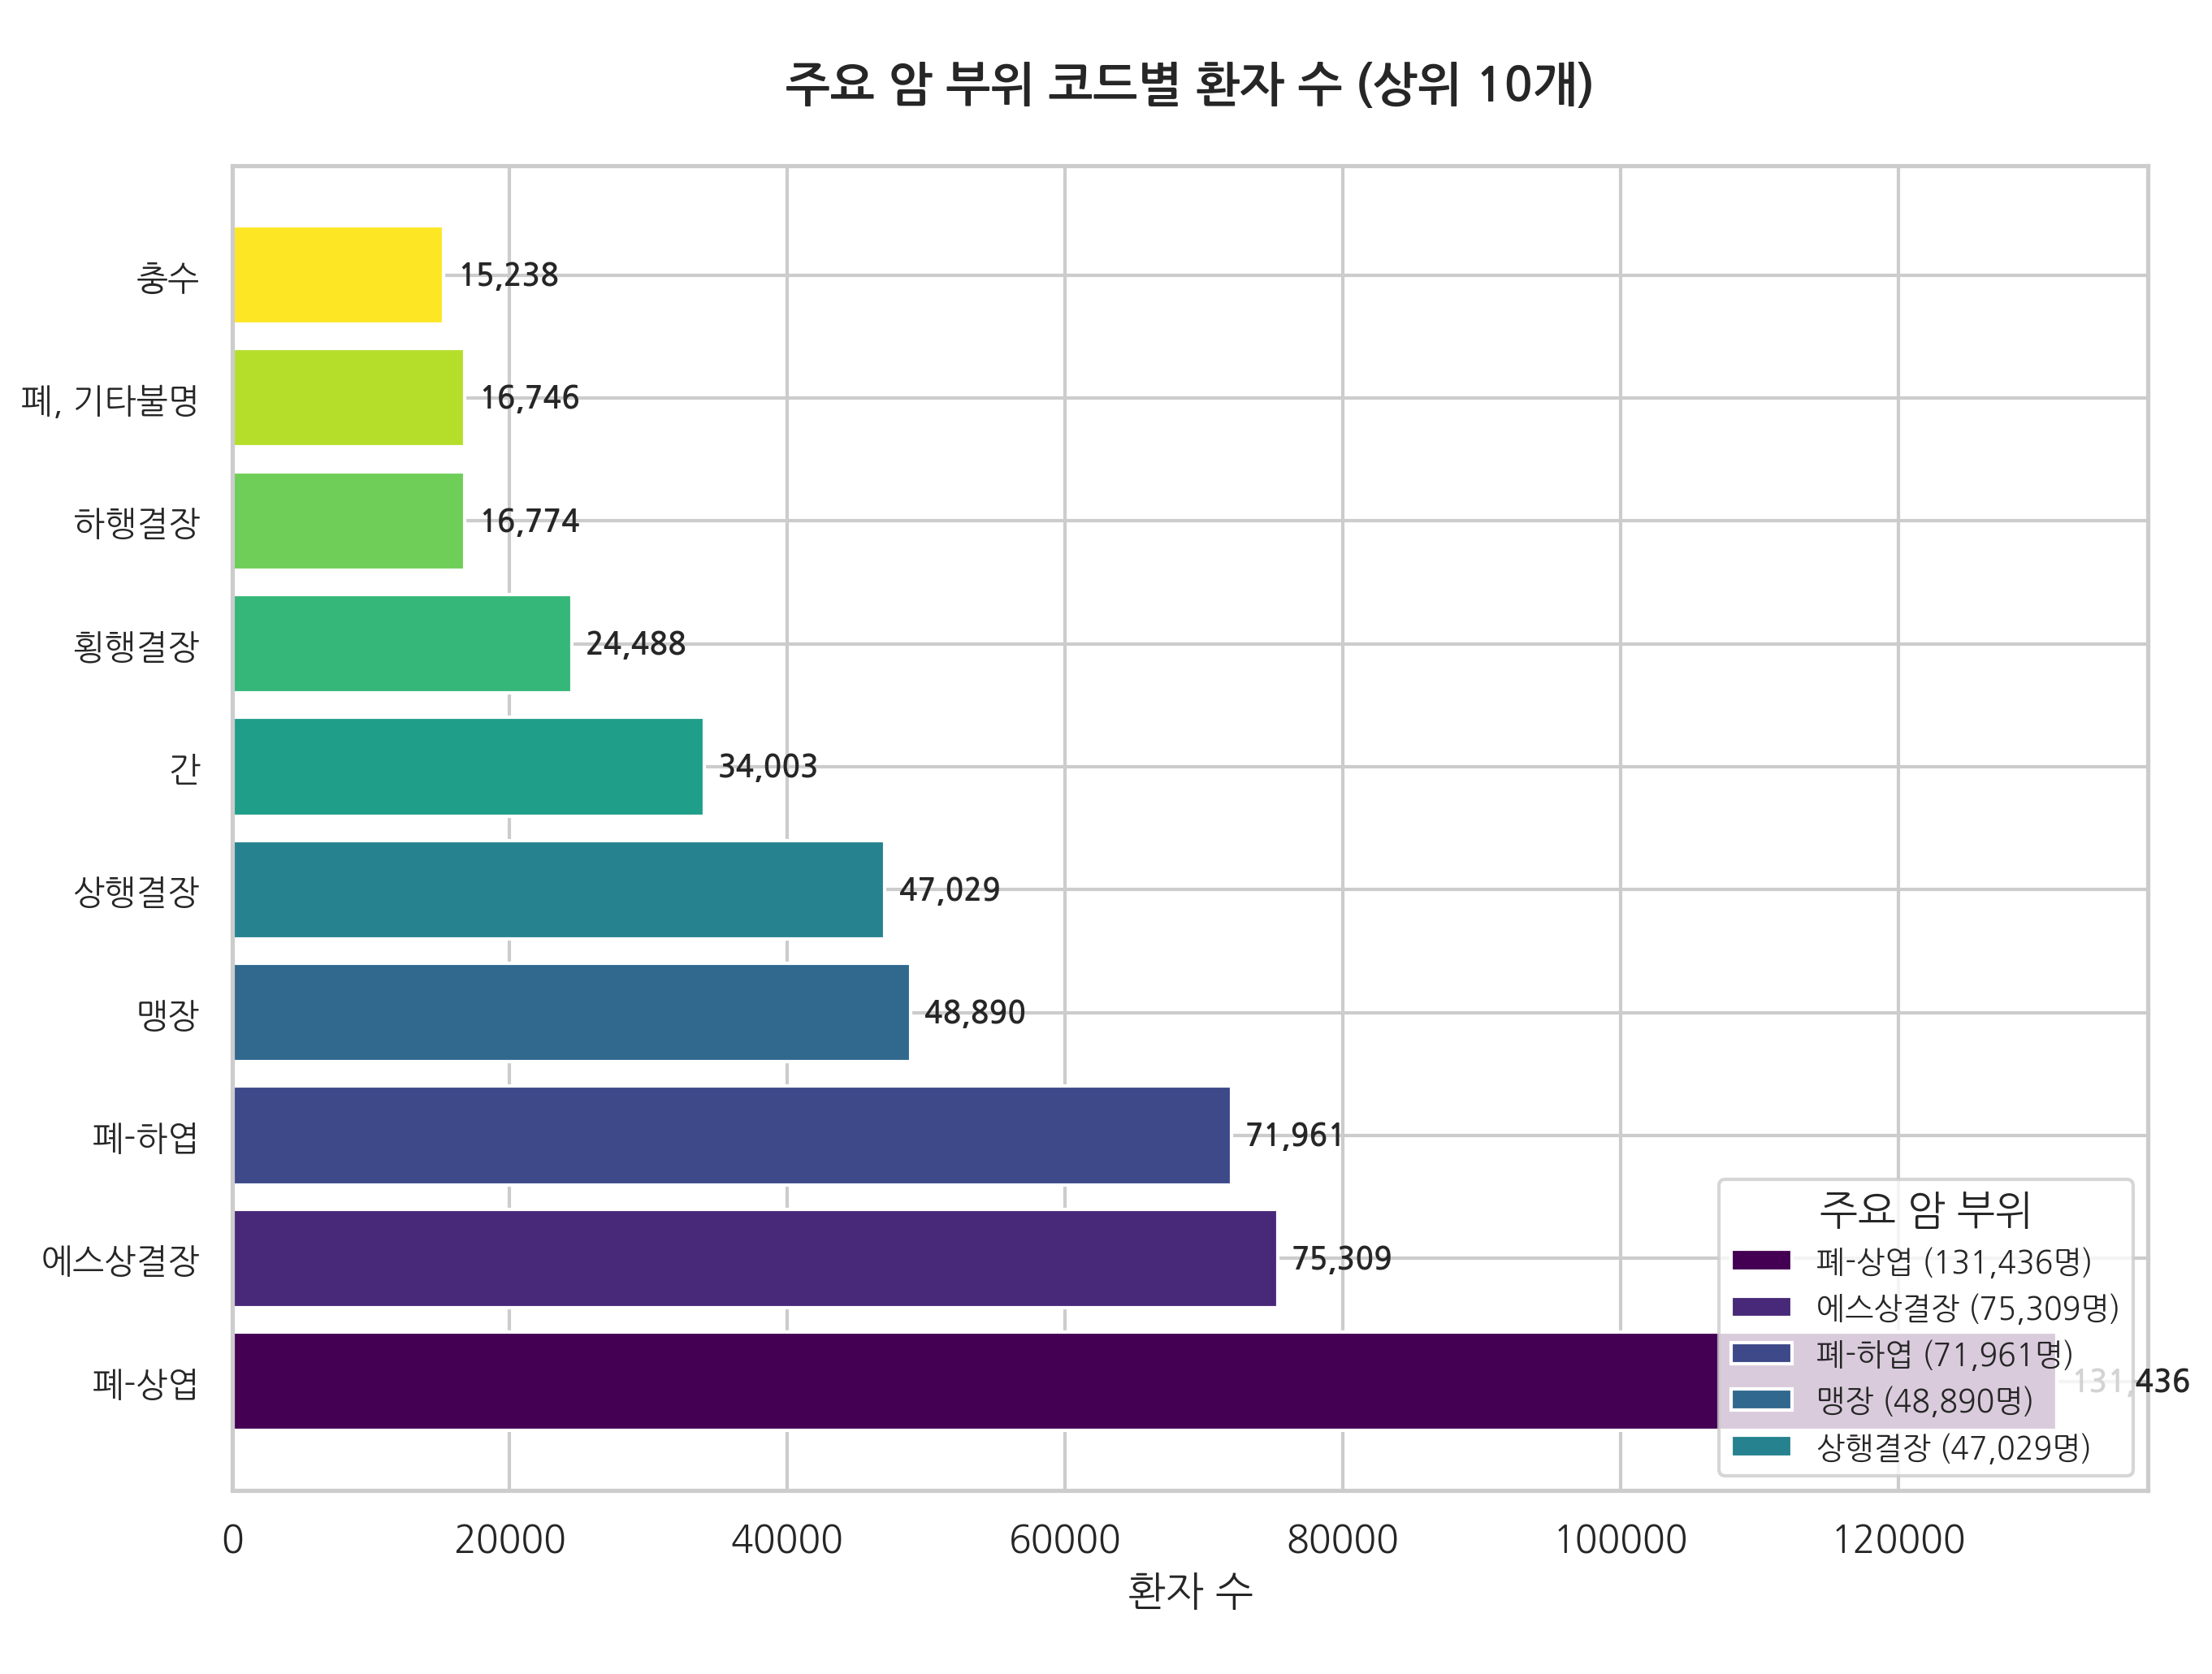 주요 암 부위 코드별 환자 수 (상위 10개)
충수 15,238
폐, 기타불명 16,746
하행결장 16,774
횡행결장 24,488
간 34,003
상행결장 47,029
맹장 48,890
폐-하엽 71,961
에스상결장 75,309
폐-상엽 131,436
주요 암 부위
폐-상엽 (131,436명)
에스상결장 (75,309명)
폐-하엽 (71,961명)
맹장 (48,890명)
상행결장 (47,029명)
0 20000 40000 60000 80000 100000 120000
환자 수